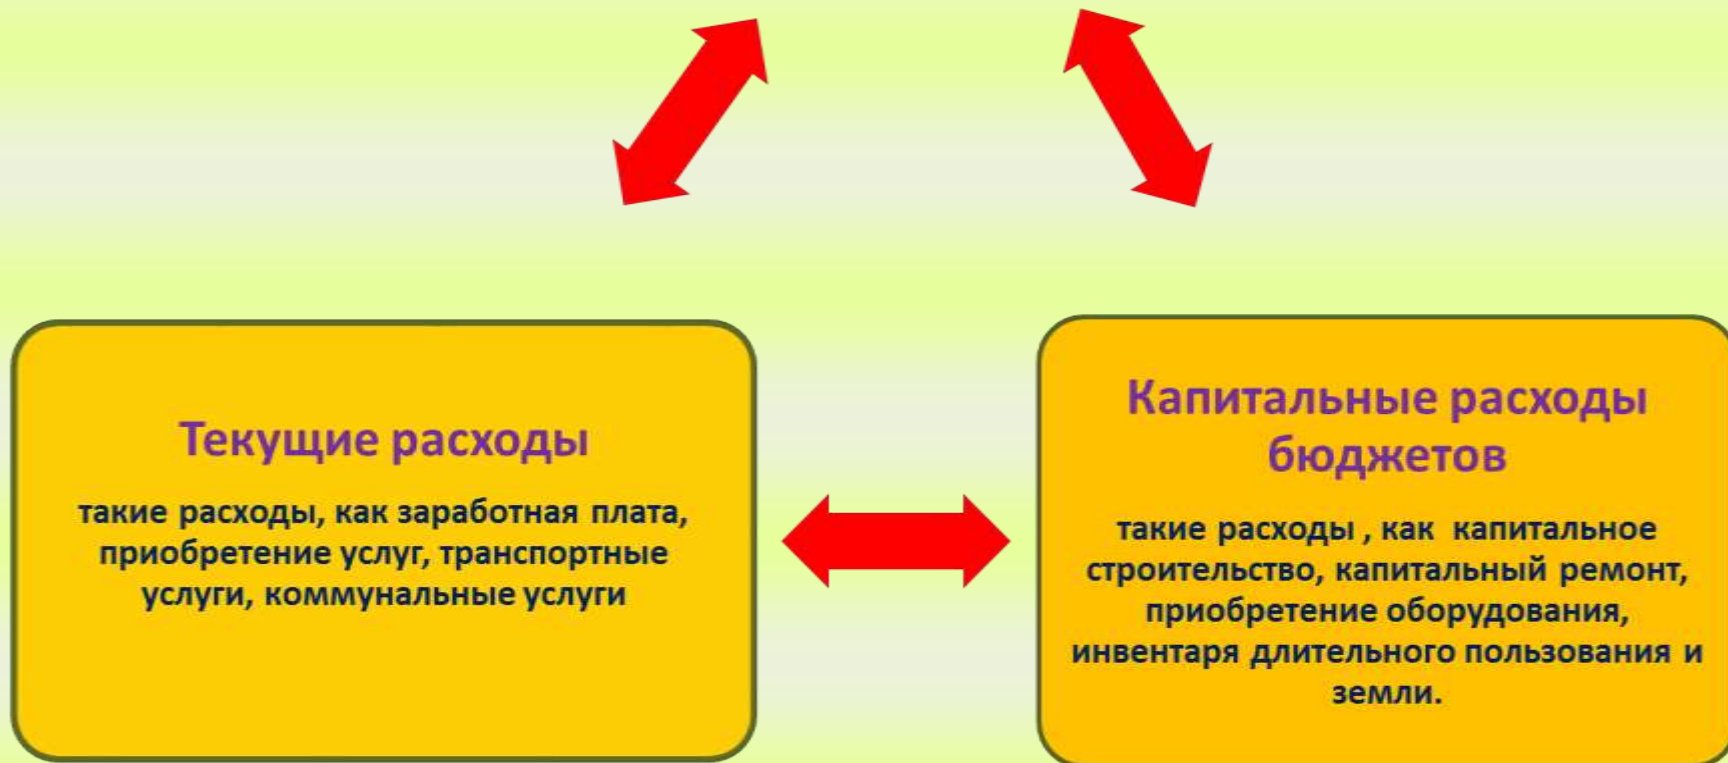 Текущие расходы
такие расходы, как заработная плата,
приобретение услуг, транспортные
услуги, коммунальные услуги
Капитальные расходы
бюджетов
такие расходы , как  капитальное
строительство, капитальный ремонт,
приобретение оборудования,
инвентаря длительного пользования и
земли.